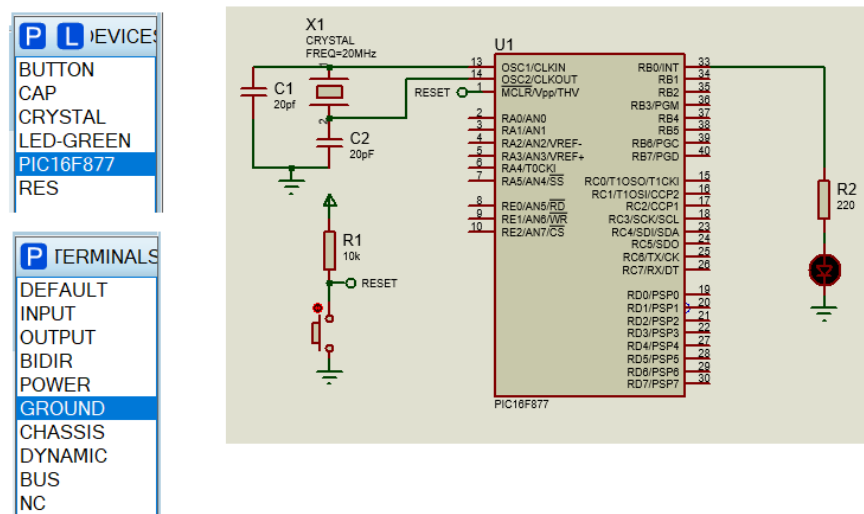 P L DEVICES
BUTTON
CAP
CRYSTAL
LED-GREEN
PIC16F877
RES
P TERMINALS
DEFAULT
INPUT
OUTPUT
BIDIR
POWER
GROUND
CHASSIS
DYNAMIC
BUS
NC
X1
CRYSTAL
FREQ=20MHz
1
2
C1
20pf
C2
20pF
RESET
R1
10k
RESET
U1
13 OSC1/CLKIN
14 OSC2/CLKOUT
1 MCLR/Vpp/THV
2 RA0/AN0
3 RA1/AN1
4 RA2/AN2/VREF-
5 RA3/AN3/VREF+
6 RA4/T0CKI
7 RA5/AN4/SS
8 RE0/AN5/RD
9 RE1/AN6/WR
10 RE2/AN7/CS
RB0/INT 33
RB1 34
RB2 35
RB3/PGM 36
RB4 37
RB5 38
RB6/PGC 39
RB7/PGD 40
RC0/T1OSO/T1CKI 15
RC1/T1OSI/CCP2 16
RC2/CCP1 17
RC3/SCK/SCL 18
RC4/SDI/SDA 23
RC5/SDO 24
RC6/TX/CK 25
RC7/RX/DT 26
RD0/PSP0 19
RD1/PSP1 20
RD2/PSP2 21
RD3/PSP3 22
RD4/PSP4 27
RD5/PSP5 28
RD6/PSP6 29
RD7/PSP7 30
PIC16F877
R2
220